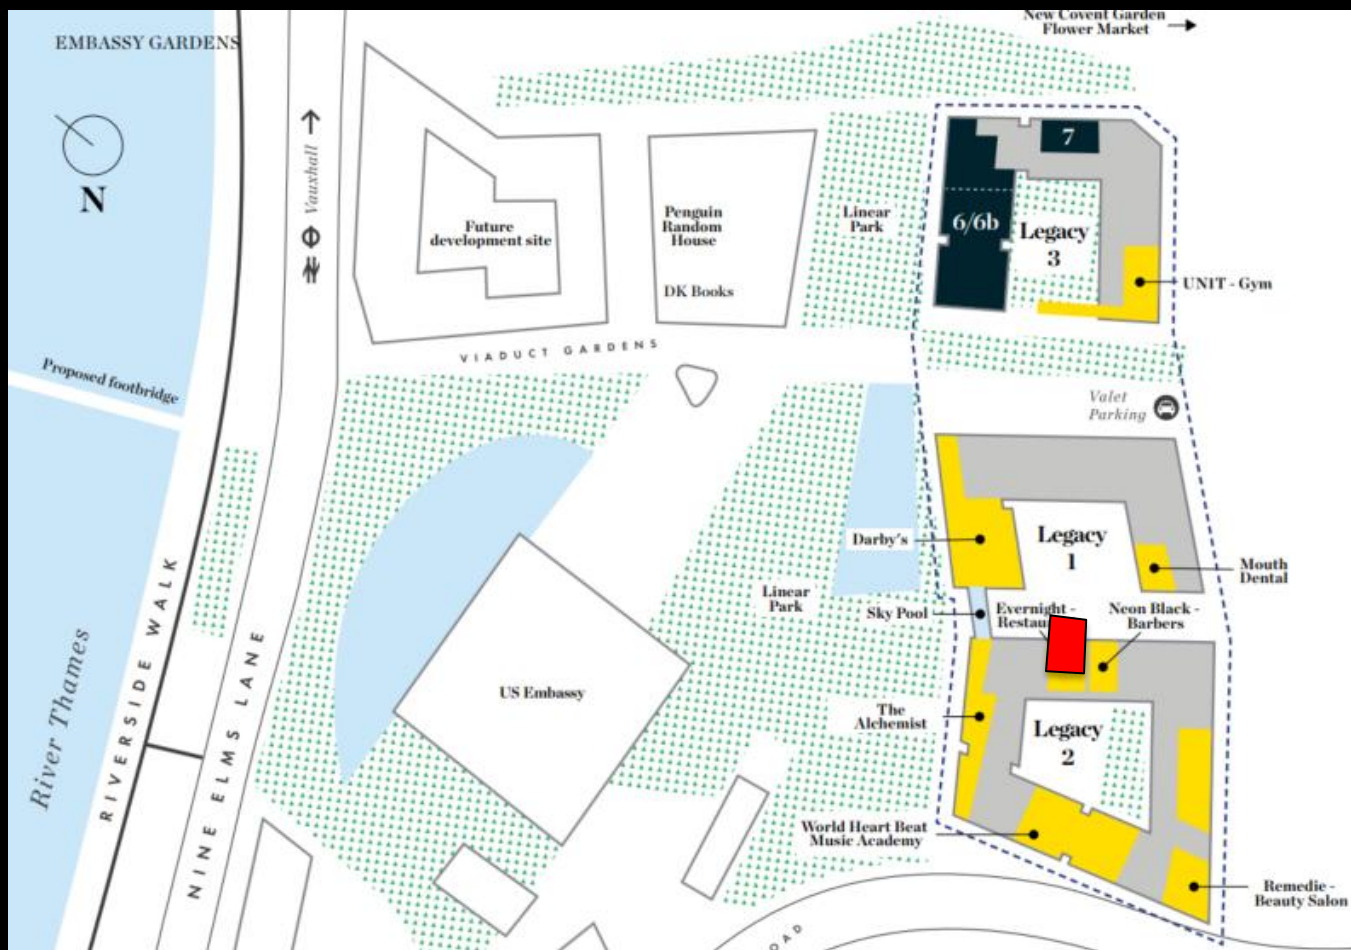 New Covent Garden
Flower Market
EMBASSY GARDENS
N
Vauxhall
7
6/6b
Legacy
3
Future
development site
Penguin
Random
House
DK Books
Linear
Park
UNIT - Gym
VIADUCT GARDENS
Proposed footbridge
Valet
Parking
Darby's
Legacy
1
Mouth
Dental
Linear
Park
Sky Pool
Evernight -
Neon Black -
Barbers
US Embassy
The
Alchemist
Legacy
2
World Heart Beat
Music Academy
Remedie -
Beauty Salon
River Thames
RIVERSIDE WALK
NINE ELMS LANE